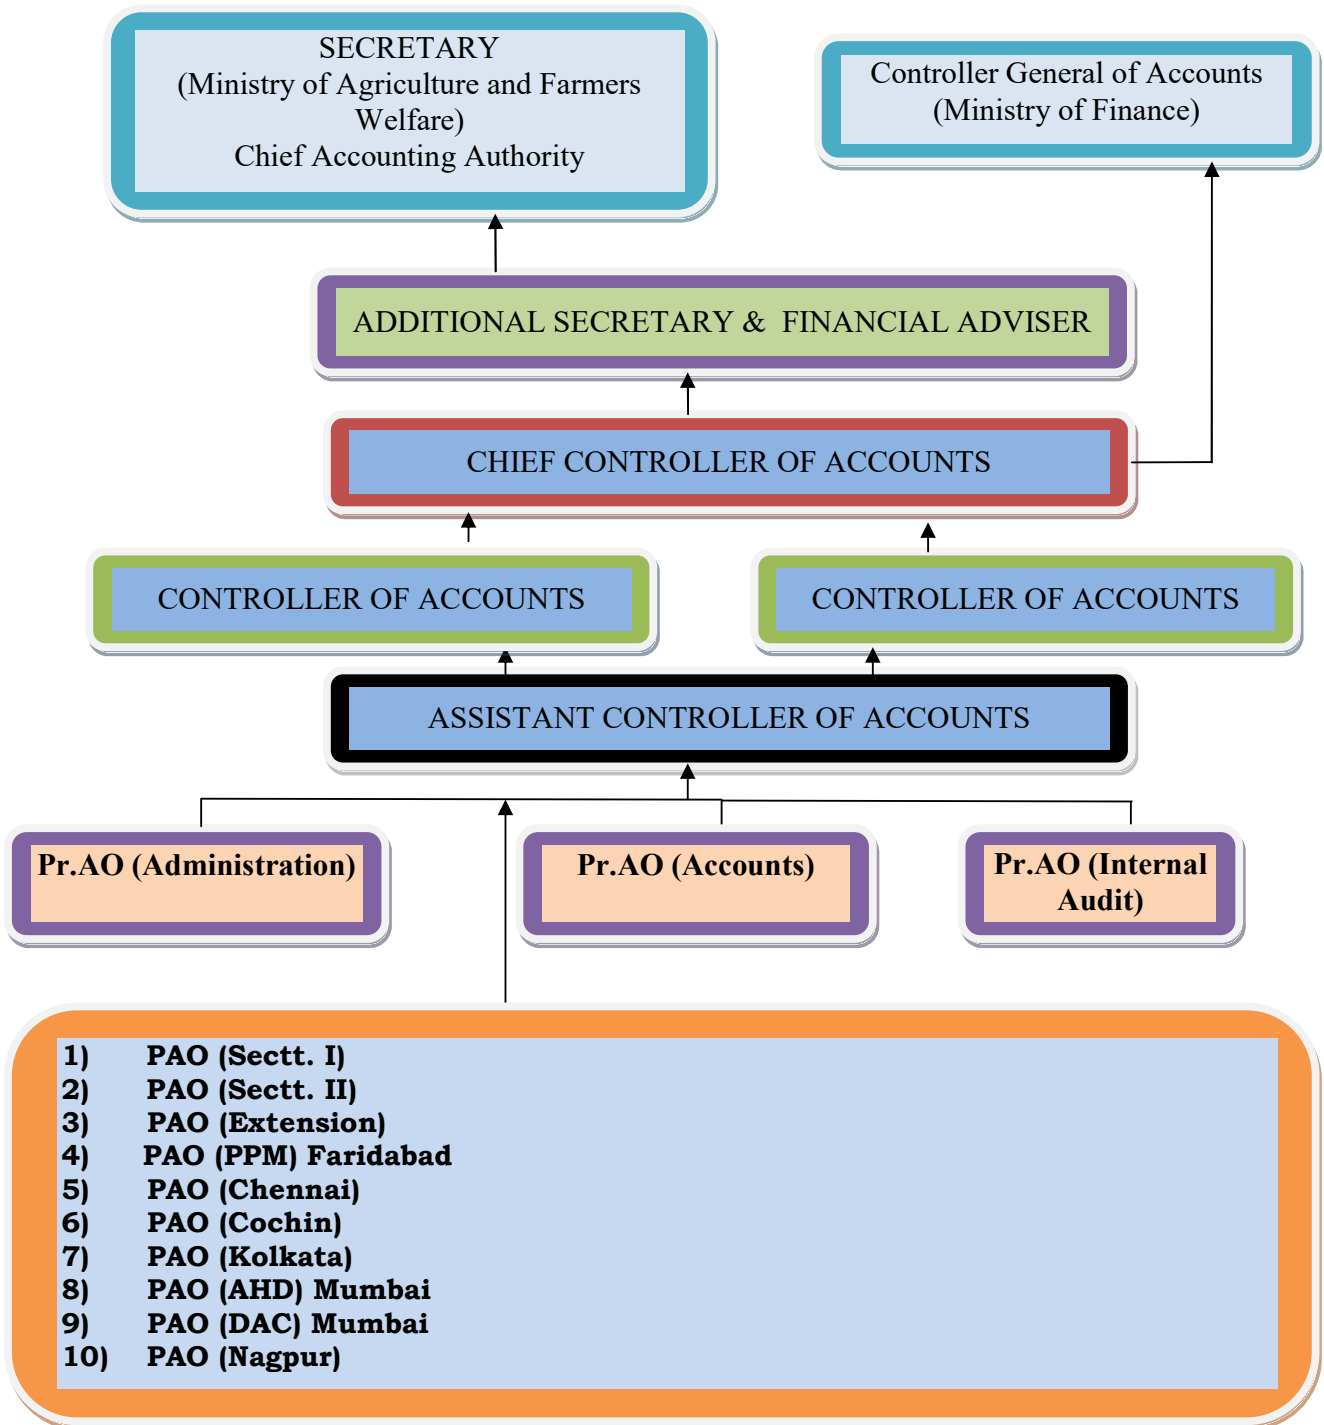 SECRETARY
(Ministry of Agriculture and Farmers
Welfare)
Chief Accounting Authority
Controller General of Accounts
(Ministry of Finance)
ADDITIONAL SECRETARY & FINANCIAL ADVISER
CHIEF CONTROLLER OF ACCOUNTS
CONTROLLER OF ACCOUNTS
CONTROLLER OF ACCOUNTS
ASSISTANT CONTROLLER OF ACCOUNTS
Pr.AO (Administration)
Pr.AO (Accounts)
Pr.AO (Internal
Audit)
1) PAO (Sectt. I)
2) PAO (Sectt. II)
3) PAO (Extension)
4) PAO (PPM) Faridabad
5) PAO (Chennai)
6) PAO (Cochin)
7) PAO (Kolkata)
8) PAO (AHD) Mumbai
9) PAO (DAC) Mumbai
10) PAO (Nagpur)